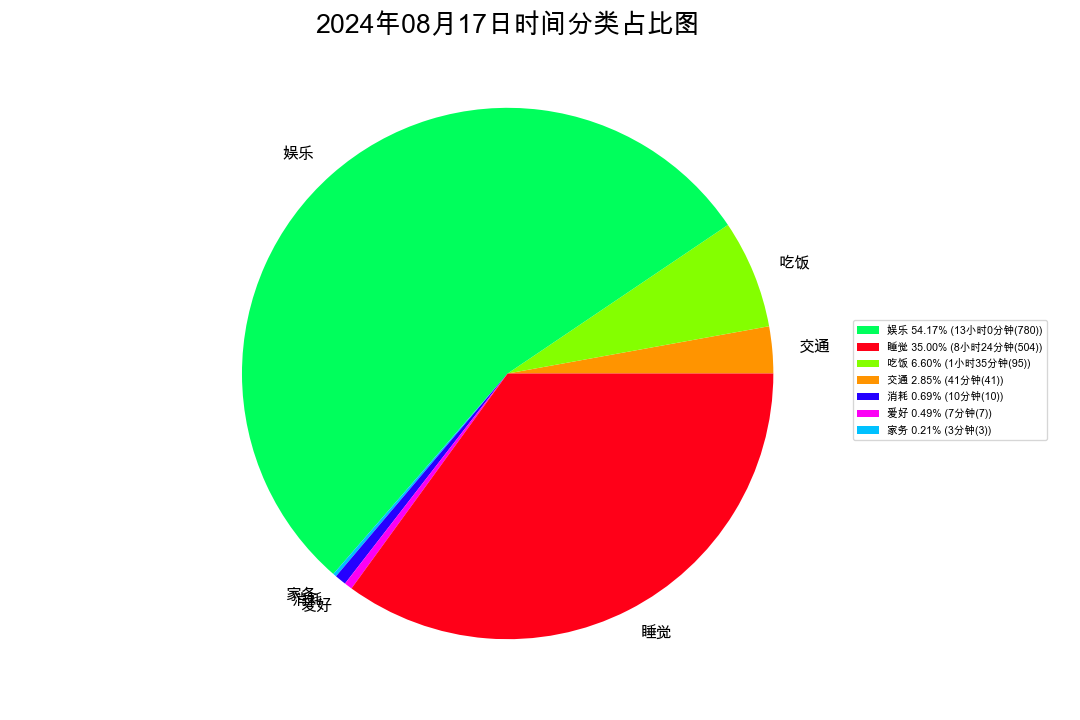 2024年08月17日时间分类占比图
娱乐
吃饭
交通
娱乐 54.17% (13小时0分钟(780))
睡觉 35.00% (8小时24分钟(504))
吃饭 6.60% (1小时35分钟(95))
交通 2.85% (41分钟(41))
消耗 0.69% (10分钟(10))
爱好 0.49% (7分钟(7))
家务 0.21% (3分钟(3))
家务
消耗
爱好
睡觉